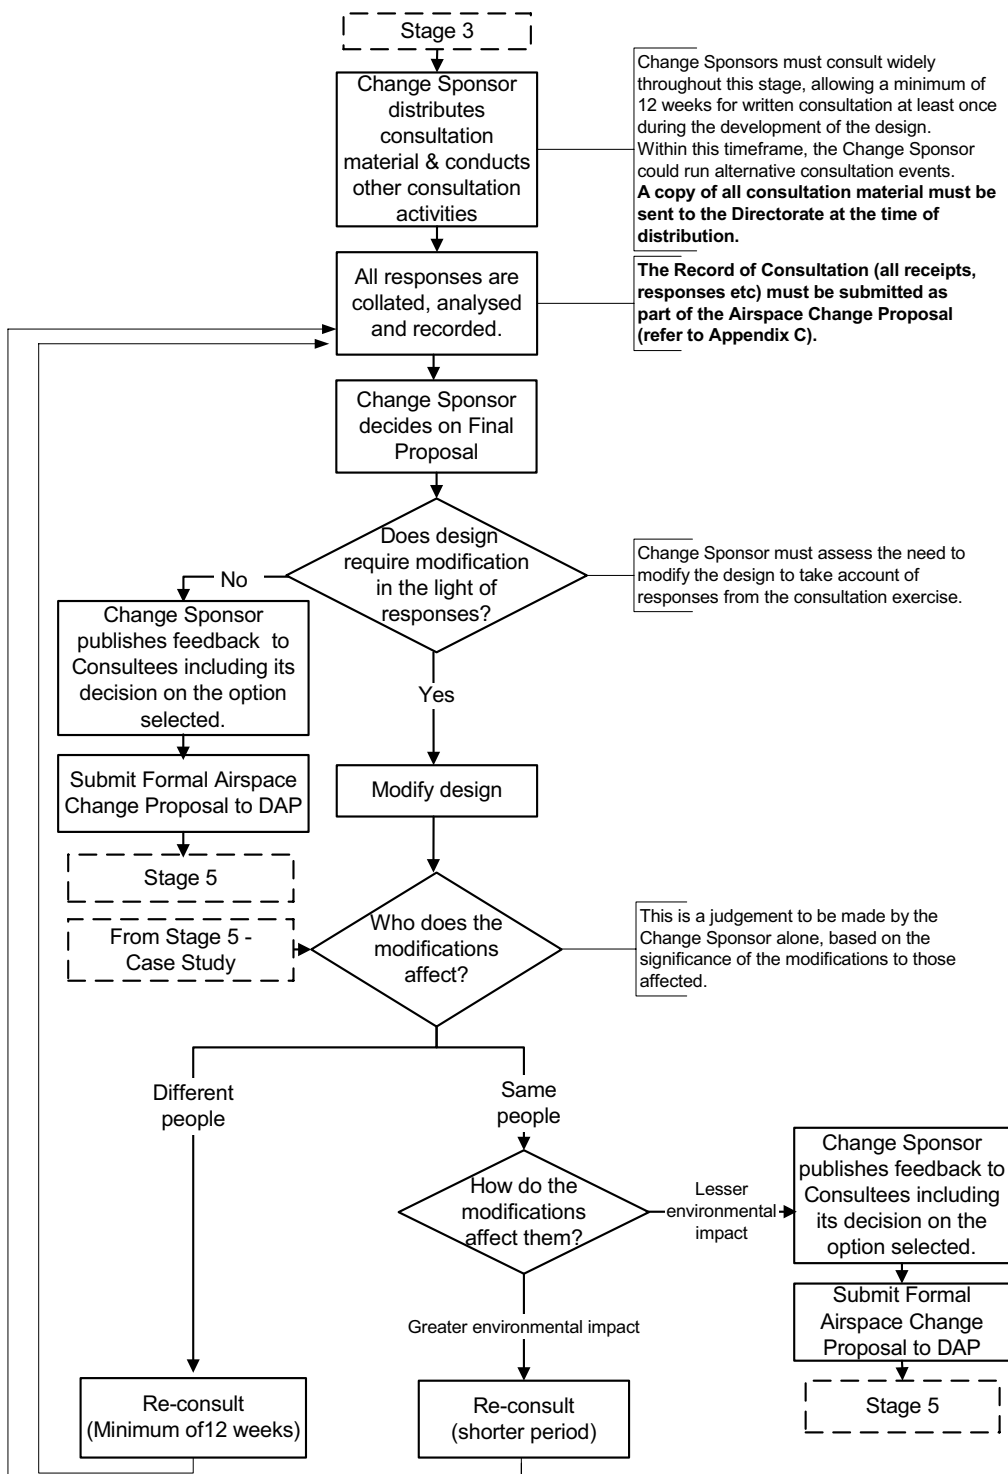 Stage 3
Change Sponsor
distributes
consultation
material & conducts
other consultation
activities
Change Sponsors must consult widely
throughout this stage, allowing a minimum of
12 weeks for written consultation at least once
during the development of the design.
Within this timeframe, the Change Sponsor
could run alternative consultation events.
A copy of all consultation material must be
sent to the Directorate at the time of
distribution.
All responses are
collated, analysed
and recorded.
The Record of Consultation (all receipts,
responses etc) must be submitted as
part of the Airspace Change Proposal
(refer to Appendix C).
Change Sponsor
decides on Final
Proposal
Does design
require modification
in the light of
responses?
Change Sponsor must assess the need to
modify the design to take account of
responses from the consultation exercise.
No
Change Sponsor
publishes feedback to
Consultees including its
decision on the option
selected.
Submit Formal Airspace
Change Proposal to DAP
Stage 5
Yes
Modify design
From Stage 5 -
Case Study
Who does the
modifications
affect?
This is a judgement to be made by the
Change Sponsor alone, based on the
significance of the modifications to those
affected.
Different
people
Same
people
How do the
modifications
affect them?
Lesser
environmental
impact
Change Sponsor
publishes feedback to
Consultees including
its decision on the
option selected.
Submit Formal
Airspace Change
Proposal to DAP
Stage 5
Greater environmental impact
Re-consult
(Minimum of12 weeks)
Re-consult
(shorter period)